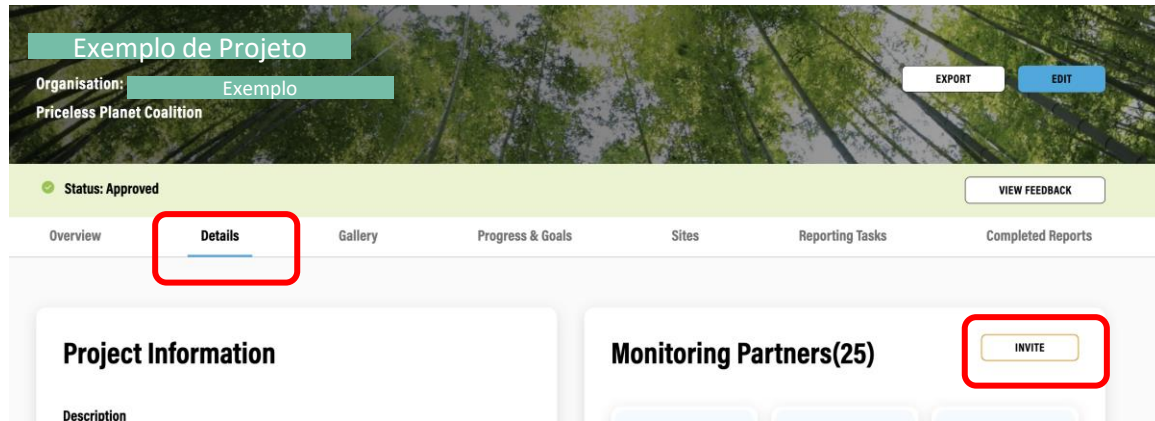 Exemplo de Projeto
Organisation: Exemplo
Priceless Planet Coalition
EXPORT
EDIT
Status: Approved
VIEW FEEDBACK
Overview Details Gallery Progress & Goals Sites Reporting Tasks Completed Reports
Project Information
Monitoring Partners(25)
INVITE
Description